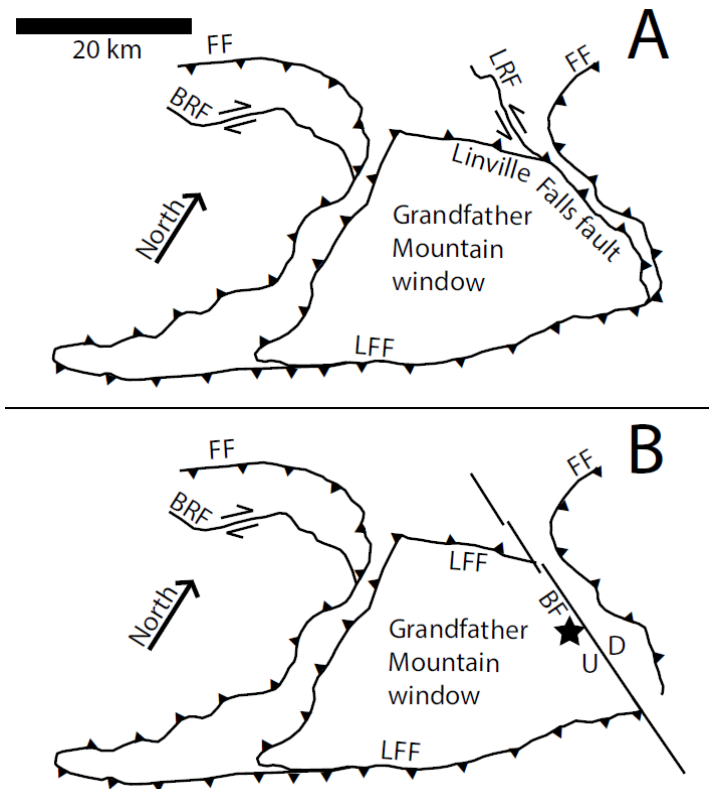 A
20 km
FF
LRF
FF
BRF
Linville Falls fault
North
Grandfather
Mountain
window
LFF
B
FF
FF
BRF
LFF
BF
North
Grandfather
Mountain
window
D
U
LFF